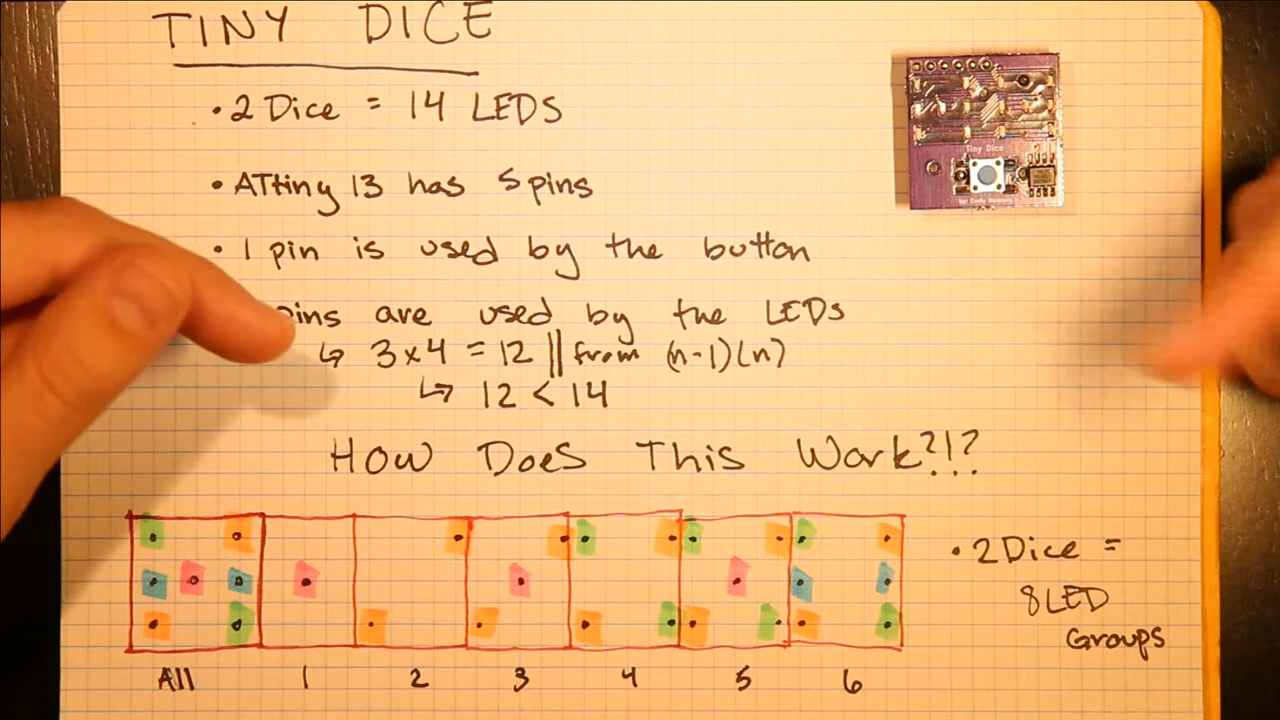 TINY DICE
• 2 Dice = 14 LEDS
• ATtiny 13 has 5 pins
• 1 pin is used by the button
pins are used by the LEDs
↳ 3x4 = 12 || from (n-1)(n)
↳ 12 < 14
HOW DOES THIS WORK?!?
• 2 Dice =
8 LED
Groups
All 1 2 3 4 5 6
Tiny Dice